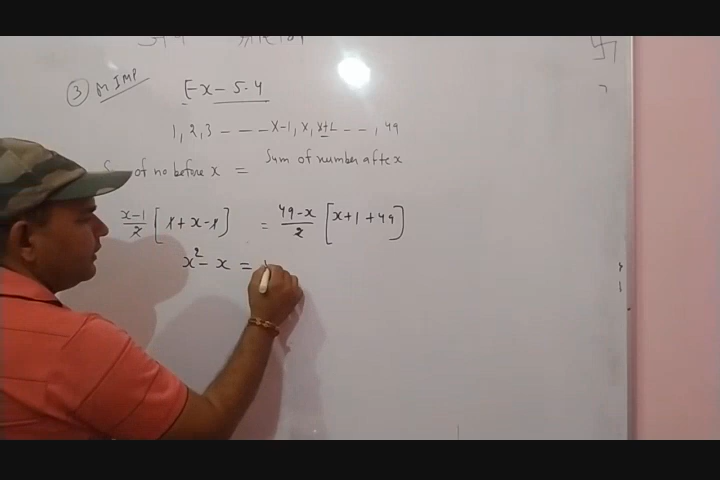 ③ M IMP
Ex-5.4
1, 2, 3 - - - x-1, x, x+1 - - -, 49
of no before x = Sum of number after x
x-1/2 [1 + x - 1] = 49-x/2 [x+1+49]
x² - x =